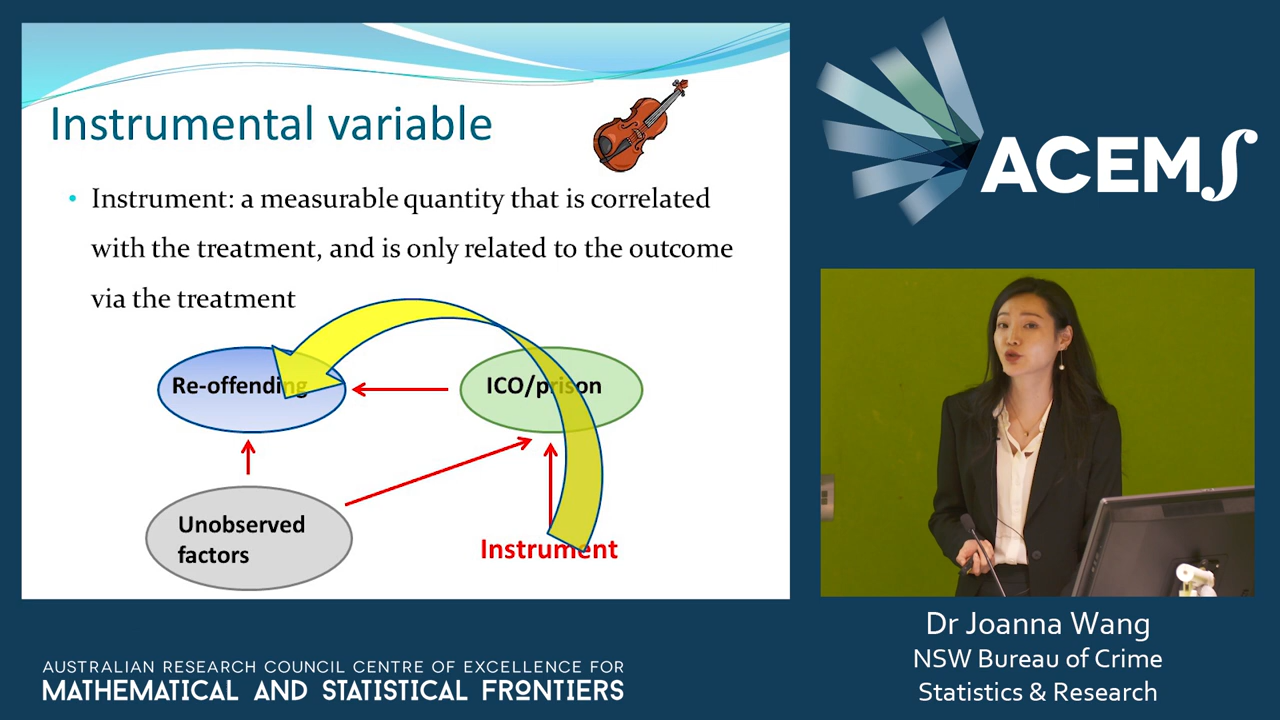 Instrumental variable
• Instrument: a measurable quantity that is correlated
with the treatment, and is only related to the outcome
via the treatment
Re-offending
ICO/prison
Unobserved
factors
Instrument
ACEMS
Dr Joanna Wang
NSW Bureau of Crime
Statistics & Research
AUSTRALIAN RESEARCH COUNCIL CENTRE OF EXCELLENCE FOR
MATHEMATICAL AND STATISTICAL FRONTIERS